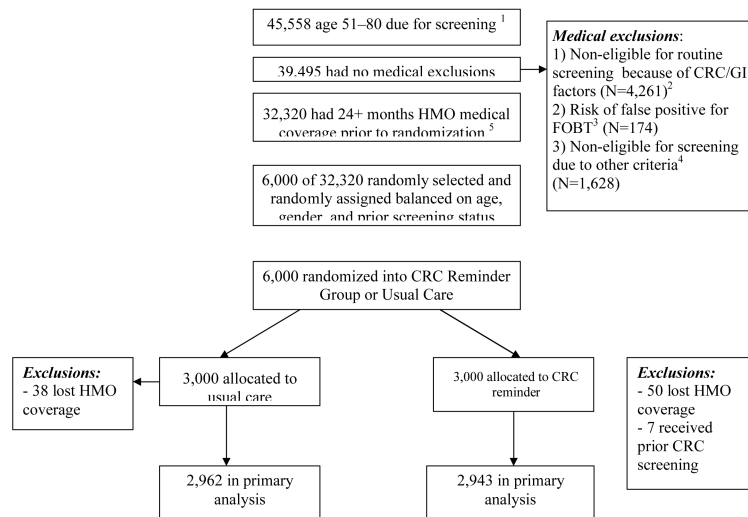 45,558 age 51–80 due for screening 1
39,495 had no medical exclusions
32,320 had 24+ months HMO medical
coverage prior to randomization 5
6,000 of 32,320 randomly selected and
randomly assigned balanced on age,
gender, and prior screening status
Medical exclusions:
1) Non-eligible for routine
screening because of CRC/GI
factors (N=4,261)2
2) Risk of false positive for
FOBT3 (N=174)
3) Non-eligible for screening
due to other criteria4
(N=1,628)
6,000 randomized into CRC Reminder
Group or Usual Care
Exclusions:
- 38 lost HMO
coverage
3,000 allocated to
usual care
3,000 allocated to CRC
reminder
Exclusions:
- 50 lost HMO
coverage
- 7 received
prior CRC
screening
2,962 in primary
analysis
2,943 in primary
analysis